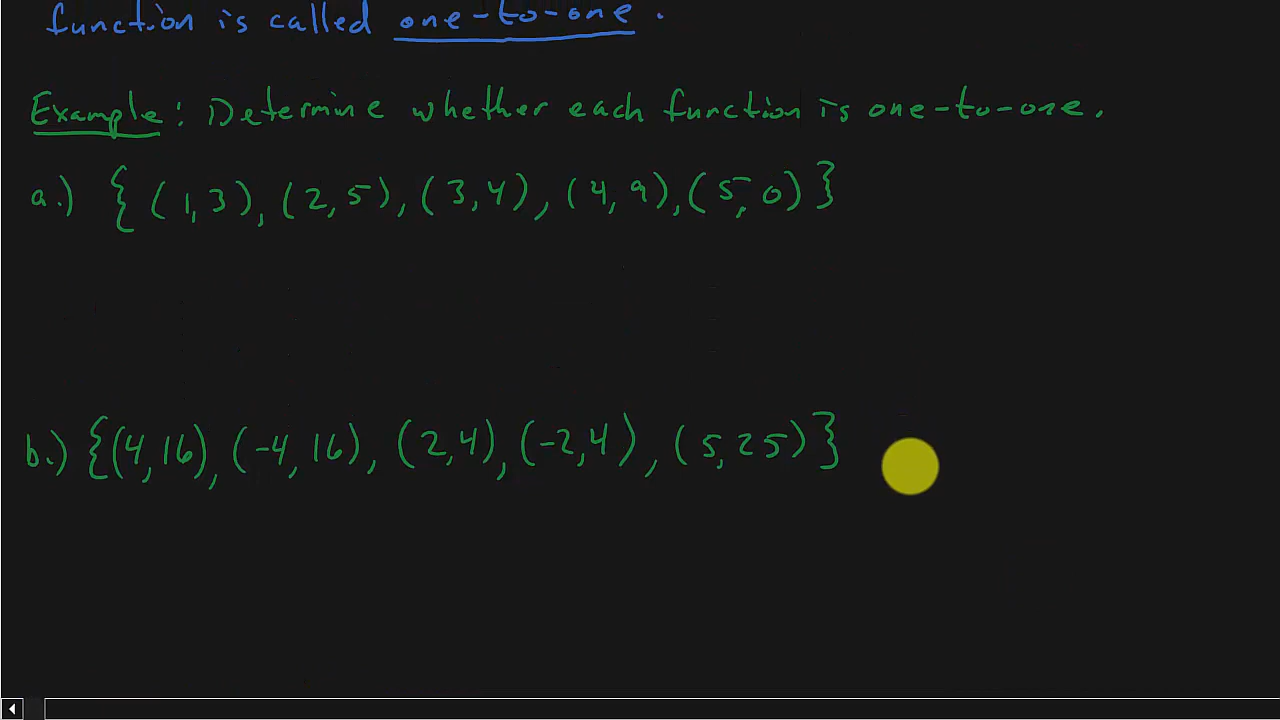 function is called one-to-one.
Example: Determine whether each function is one-to-one.
a.) { (1,3), (2,5), (3,4), (4,9), (5,0) }
b.) {(4,16), (-4,16), (2,4), (-2,4), (5,25)}